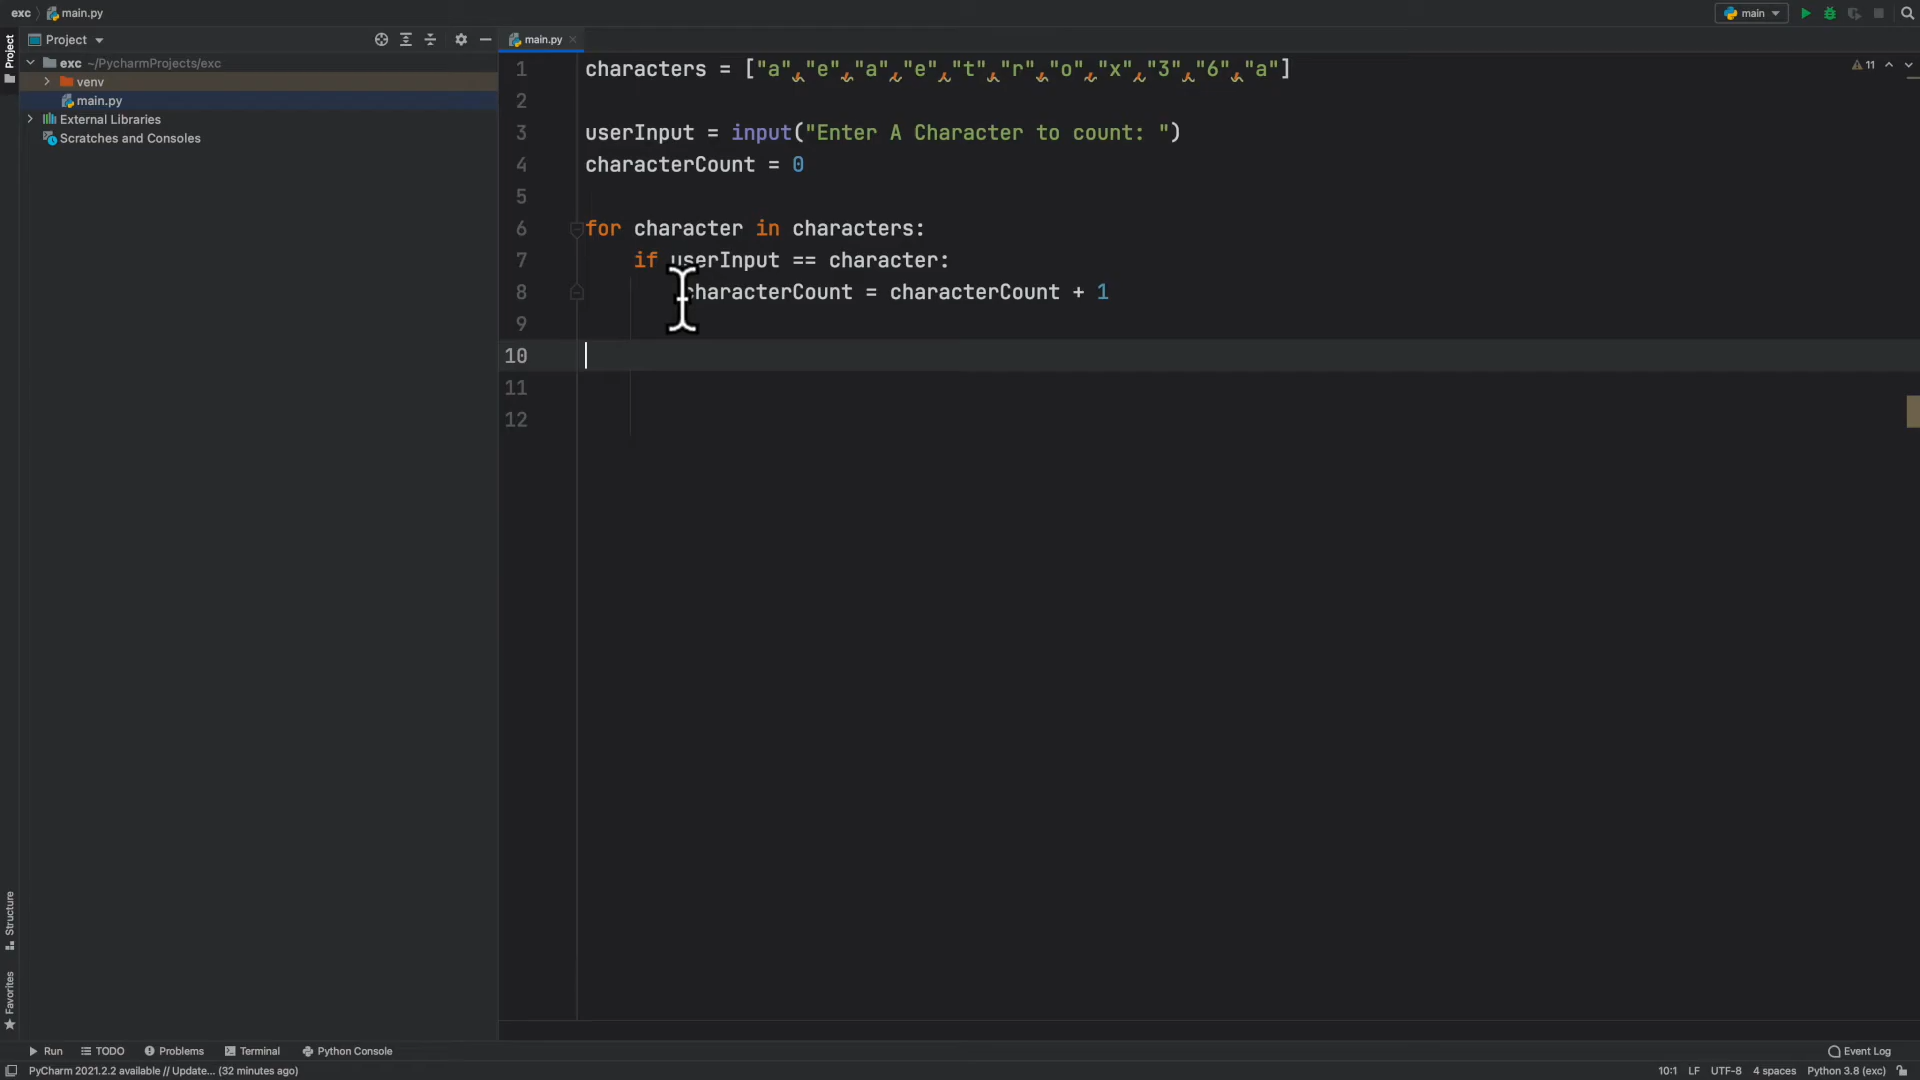 exc main.py
main
Project
Project
main.py
exc ~/PycharmProjects/exc
venv
main.py
External Libraries
Scratches and Consoles
1 characters = ["a","e","a","e","t","r","o","x","3","6","a"]
2
3 userInput = input("Enter A Character to count: ")
4 characterCount = 0
5
6 for character in characters:
7 if userInput == character:
8 characterCount = characterCount + 1
9
10
11
12
11
Structure
Favorites
Run TODO Problems Terminal Python Console Event Log
PyCharm 2021.2.2 available // Update... (32 minutes ago) 10:1 LF UTF-8 4 spaces Python 3.8 (exc)